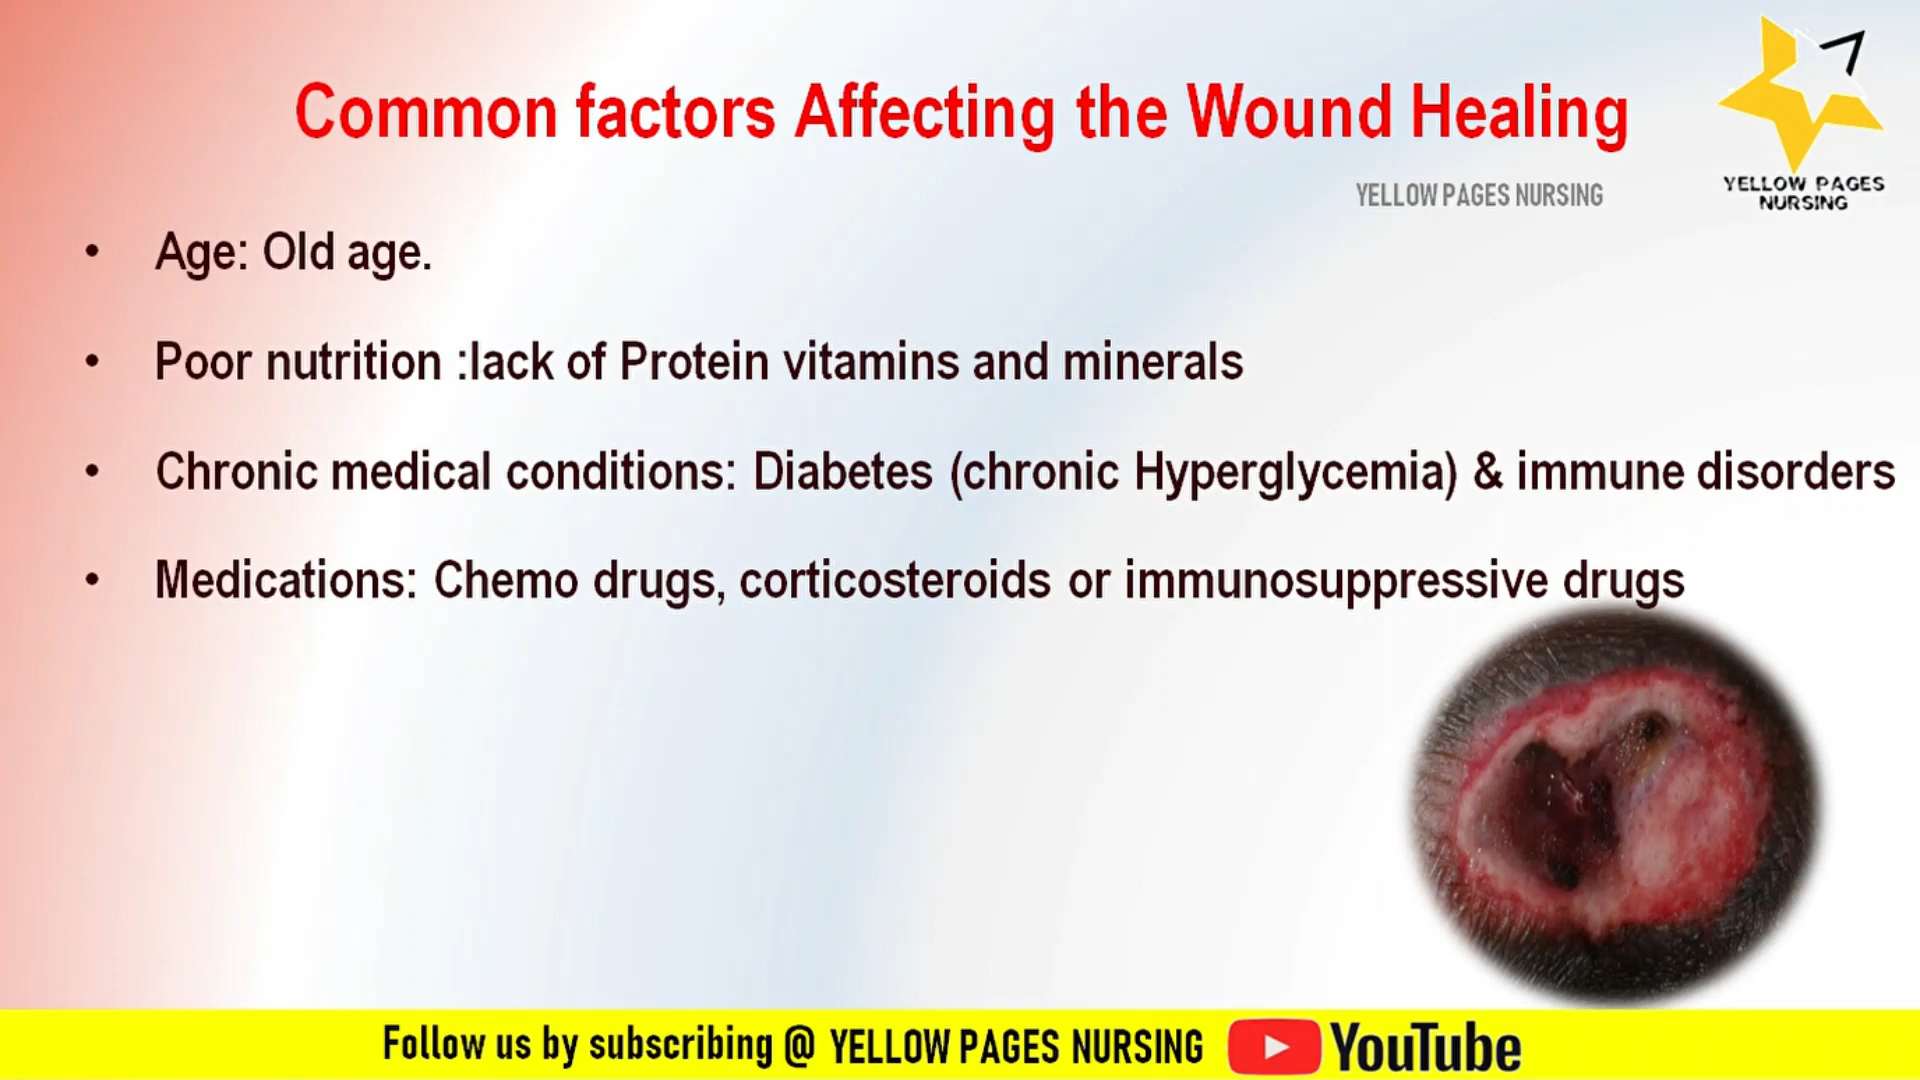 Common factors Affecting the Wound Healing
YELLOW PAGES NURSING
YELLOW PAGES
NURSING
• Age: Old age.
• Poor nutrition :lack of Protein vitamins and minerals
• Chronic medical conditions: Diabetes (chronic Hyperglycemia) & immune disorders
• Medications: Chemo drugs, corticosteroids or immunosuppressive drugs
Follow us by subscribing @ YELLOW PAGES NURSING YouTube